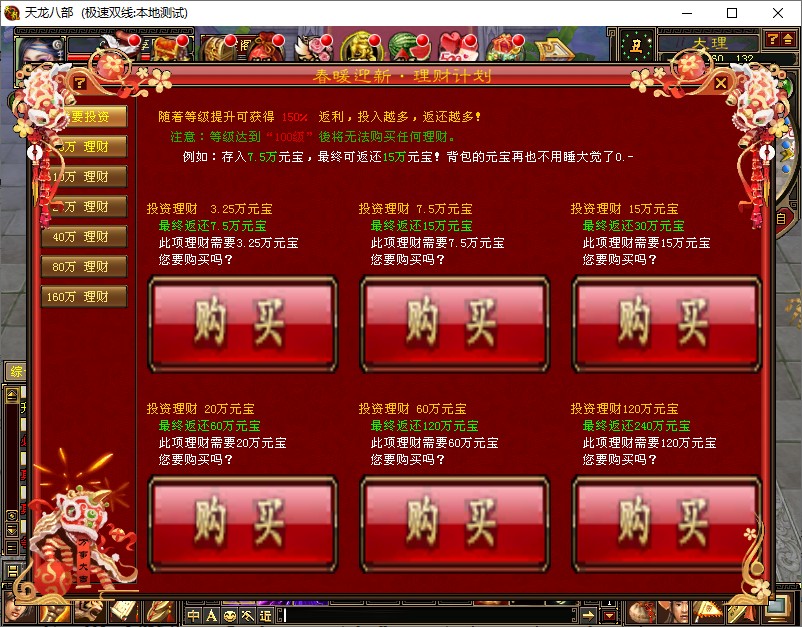 天龙八部 (极速双线:本地测试)
大理
春暖迎新·理财计划
要投资
5万 理财
10万 理财
40万 理财
80万 理财
160万 理财
随着等级提升可获得 150% 返利，投入越多，返还越多！
注意：等级达到“100级”後将无法购买任何理财。
例如：存入7.5万元宝，最终可返还15万元宝！背包的元宝再也不用睡大觉了0.-
投资理财 3.25万元宝
最终返还7.5万元宝
此项理财需要3.25万元宝
您要购买吗？
购买
投资理财 7.5万元宝
最终返还15万元宝
此项理财需要7.5万元宝
您要购买吗？
购买
投资理财 15万元宝
最终返还30万元宝
此项理财需要15万元宝
您要购买吗？
购买
投资理财 20万元宝
最终返还60万元宝
此项理财需要20万元宝
您要购买吗？
购买
投资理财 60万元宝
最终返还120万元宝
此项理财需要60万元宝
您要购买吗？
购买
投资理财120万元宝
最终返还240万元宝
此项理财需要120万元宝
您要购买吗？
购买
综
自
中 A 近